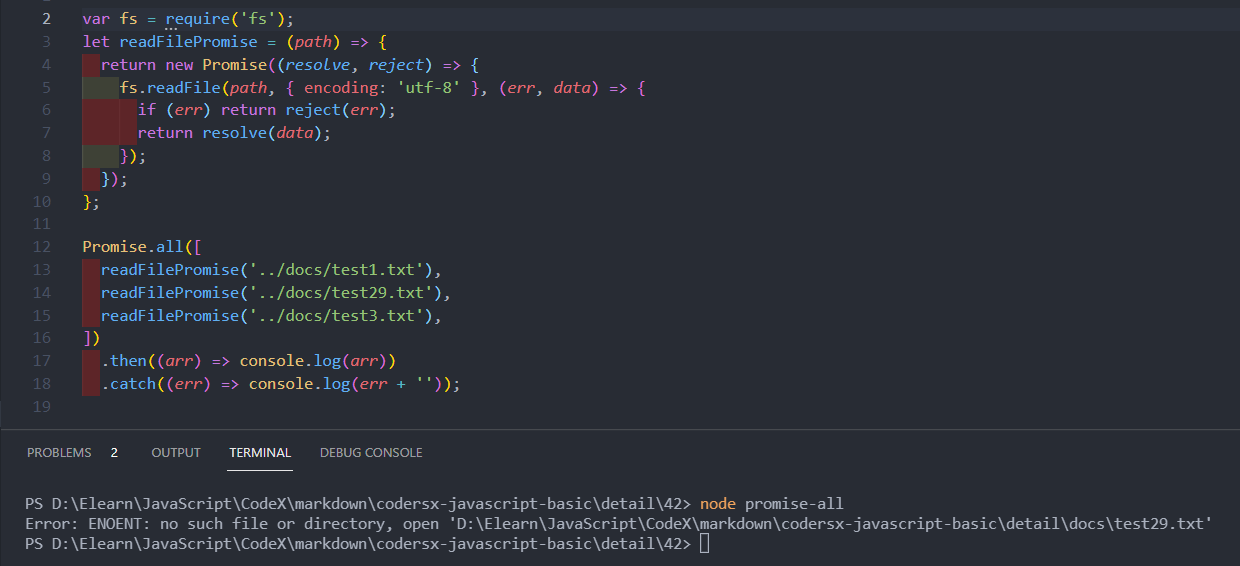 2 var fs = require('fs');
3 let readFilePromise = (path) => {
4 return new Promise((resolve, reject) => {
5 fs.readFile(path, { encoding: 'utf-8' }, (err, data) => {
6 if (err) return reject(err);
7 return resolve(data);
8 });
9 });
10 };
11
12 Promise.all([
13 readFilePromise('../docs/test1.txt'),
14 readFilePromise('../docs/test29.txt'),
15 readFilePromise('../docs/test3.txt'),
16 ])
17 .then((arr) => console.log(arr))
18 .catch((err) => console.log(err + ''));
19
PROBLEMS 2 OUTPUT TERMINAL DEBUG CONSOLE
PS D:\Elearn\JavaScript\CodeX\markdown\codersx-javascript-basic\detail\42> node promise-all
Error: ENOENT: no such file or directory, open 'D:\Elearn\JavaScript\CodeX\markdown\codersx-javascript-basic\detail\docs\test29.txt'
PS D:\Elearn\JavaScript\CodeX\markdown\codersx-javascript-basic\detail\42>